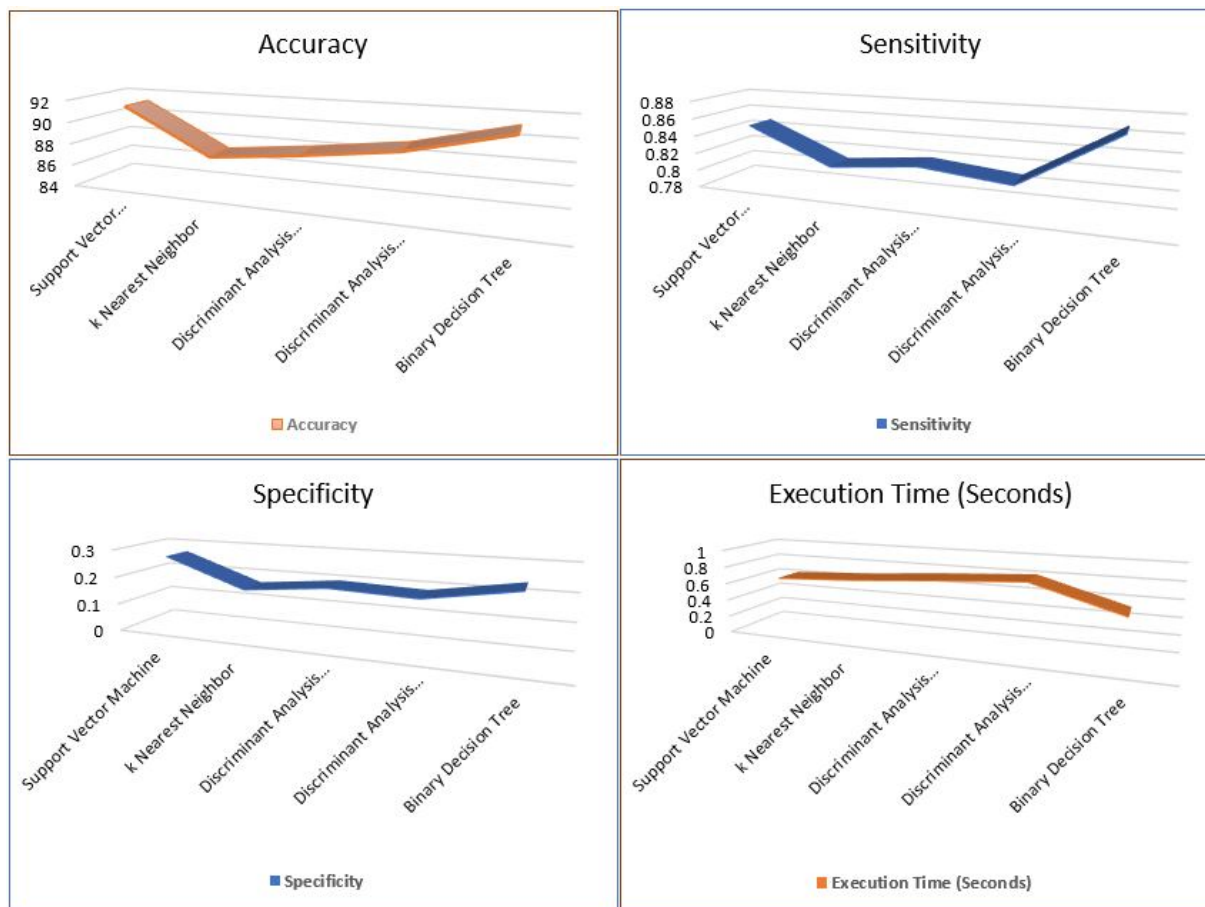 Accuracy
92
90
88
86
84
Support Vector...
k Nearest Neighbor
Discriminant Analysis...
Discriminant Analysis...
Binary Decision Tree
Accuracy
Sensitivity
0.88
0.86
0.84
0.82
0.8
0.78
Support Vector...
k Nearest Neighbor
Discriminant Analysis...
Discriminant Analysis...
Binary Decision Tree
Sensitivity
Specificity
0.3
0.2
0.1
0
Support Vector Machine
k Nearest Neighbor
Discriminant Analysis...
Discriminant Analysis...
Binary Decision Tree
Specificity
Execution Time (Seconds)
1
0.8
0.6
0.4
0.2
0
Support Vector Machine
k Nearest Neighbor
Discriminant Analysis...
Discriminant Analysis...
Binary Decision Tree
Execution Time (Seconds)